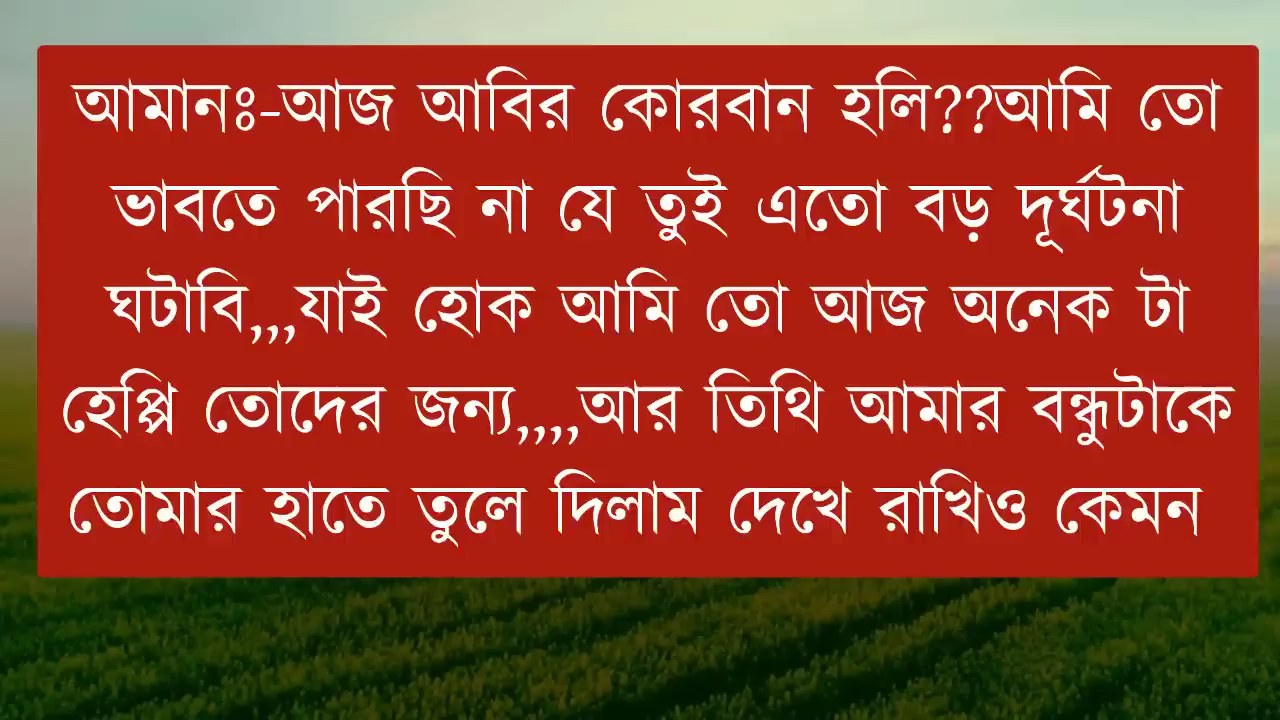 আমানঃ-আজ আবির কোরবান হলি??আমি তো
ভাবতে পারছি না যে তুই এতো বড় দূর্ঘটনা
ঘটাবি,,,যাই হোক আমি তো আজ অনেক টা
হেপ্পি তোদের জন্য,,,,আর তিথি আমার বন্ধুটাকে
তোমার হাতে তুলে দিলাম দেখে রাখিও কেমন